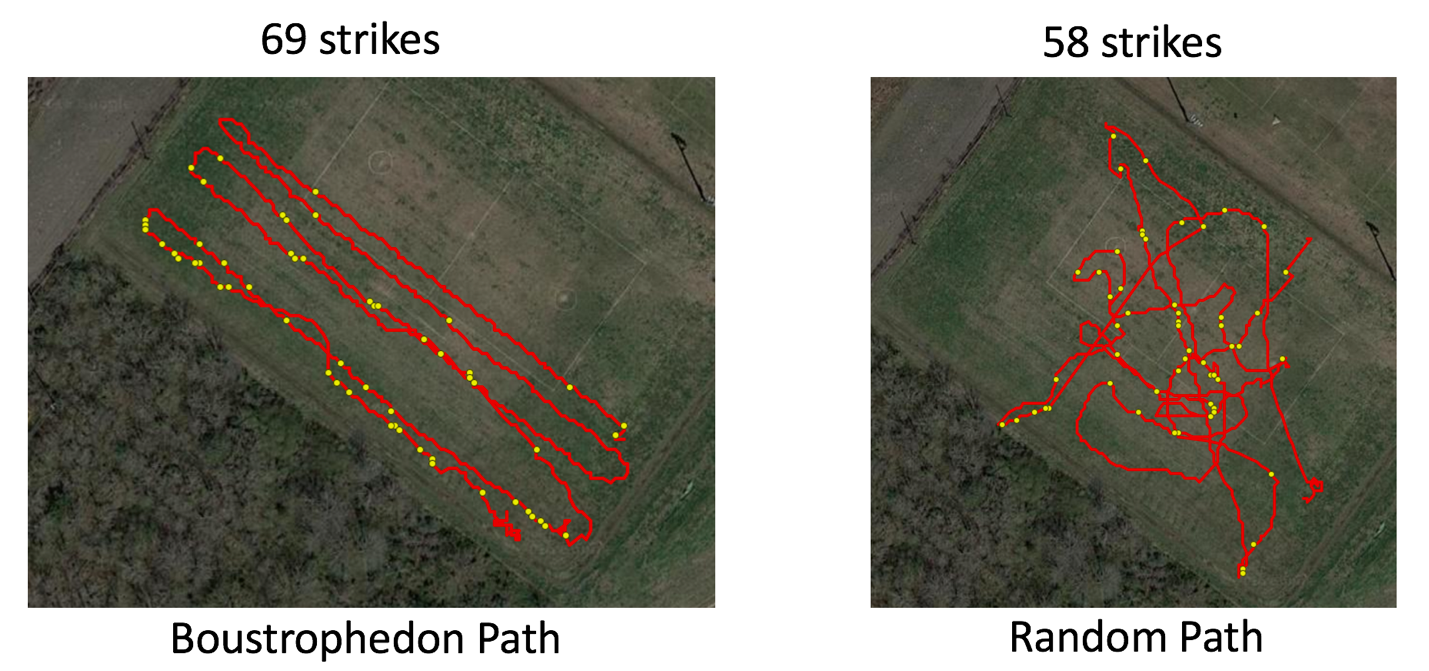 69 strikes
58 strikes
Boustrophedon Path
Random Path